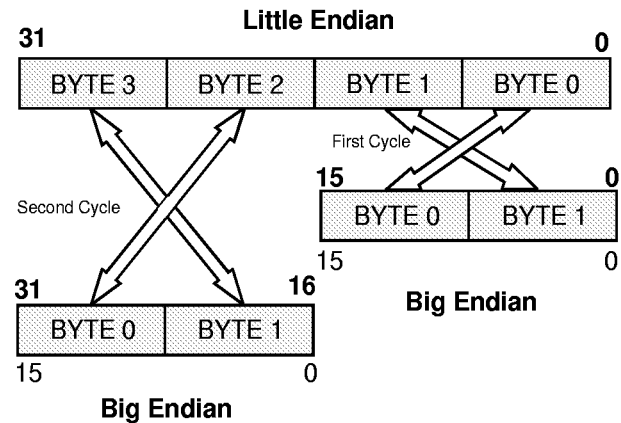 Little Endian
31 0
BYTE 3 BYTE 2 BYTE 1 BYTE 0
First Cycle
15 0
Second Cycle
BYTE 0 BYTE 1
15 0
31 16
Big Endian
BYTE 0 BYTE 1
15 0
Big Endian